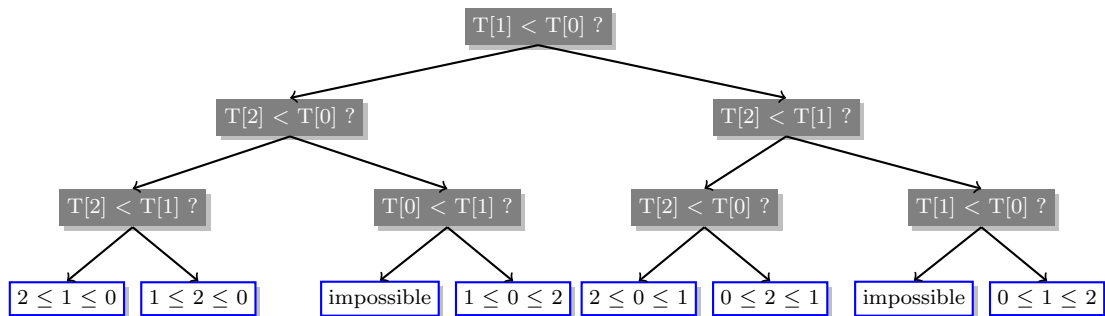 T[1] < T[0] ?
T[2] < T[0] ?
T[2] < T[1] ?
T[2] < T[1] ?
T[0] < T[1] ?
T[2] < T[0] ?
T[1] < T[0] ?
2 ≤ 1 ≤ 0
1 ≤ 2 ≤ 0
impossible
1 ≤ 0 ≤ 2
2 ≤ 0 ≤ 1
0 ≤ 2 ≤ 1
impossible
0 ≤ 1 ≤ 2